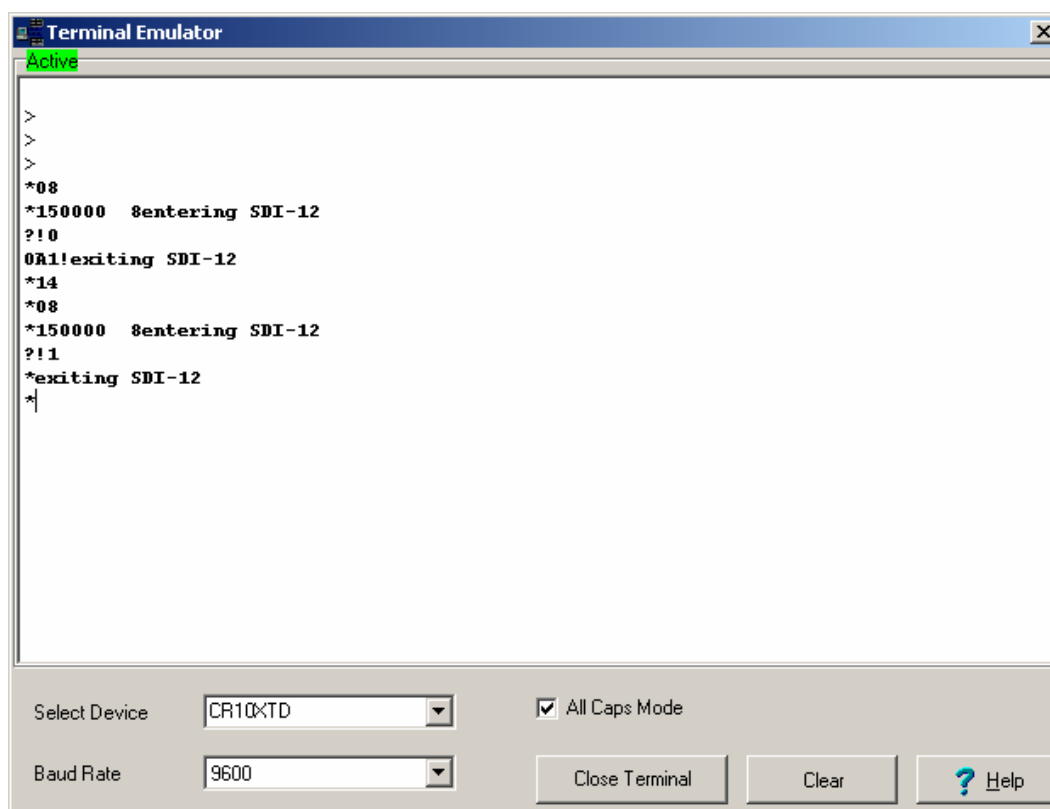 Terminal Emulator
Active
>
>
>
*08
*150000  8entering SDI-12
?!0
0A1!exiting SDI-12
*14
*08
*150000  8entering SDI-12
?!1
*exiting SDI-12
*
Select Device
CR10XTD
All Caps Mode
Baud Rate
9600
Close Terminal
Clear
? Help